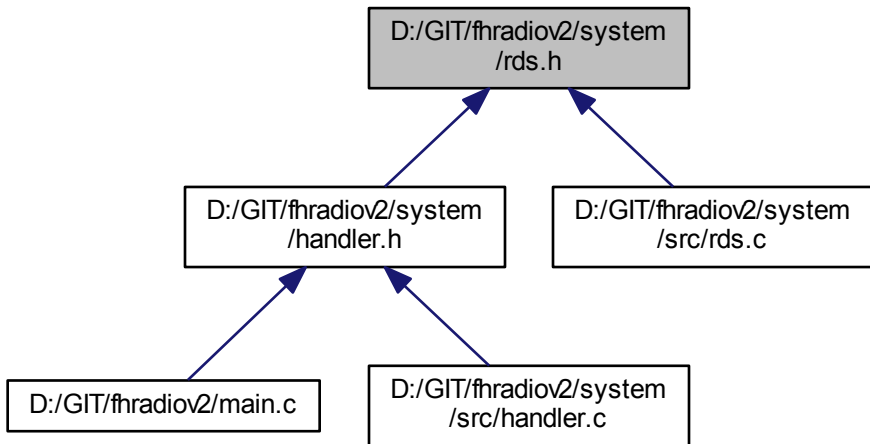 D:/GIT/fhradiov2/system
/rds.h
D:/GIT/fhradiov2/system
/handler.h
D:/GIT/fhradiov2/system
/src/rds.c
D:/GIT/fhradiov2/main.c
D:/GIT/fhradiov2/system
/src/handler.c